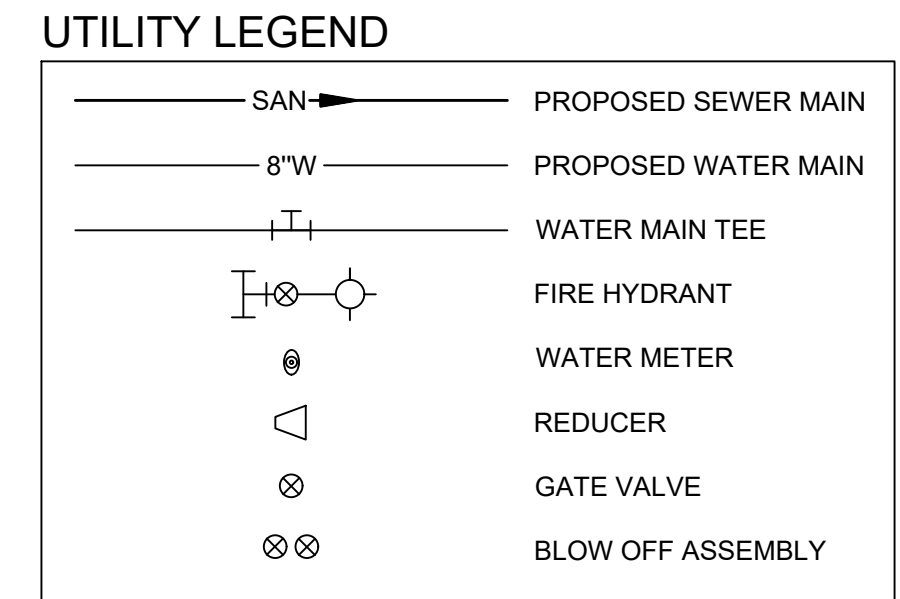 UTILITY LEGEND
SAN PROPOSED SEWER MAIN
8"W PROPOSED WATER MAIN
WATER MAIN TEE
FIRE HYDRANT
WATER METER
REDUCER
GATE VALVE
BLOW OFF ASSEMBLY